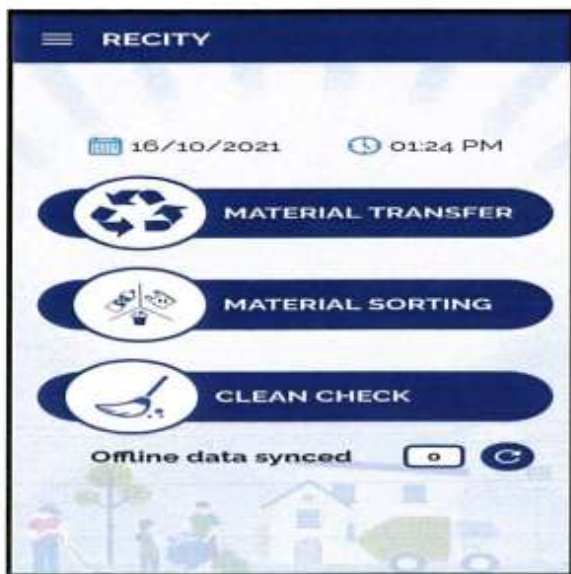 RECITY
16/10/2021 01:24 PM
MATERIAL TRANSFER
MATERIAL SORTING
CLEAN CHECK
Offline data synced 0